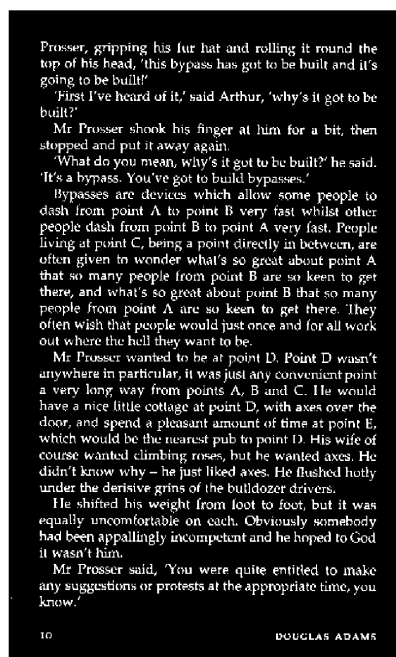 Prosser, gripping his fur hat and rolling it round the
top of his head, ‘this bypass has got to be built and it’s
going to be built!’
‘First I’ve heard of it,’ said Arthur, ‘why’s it got to be
built?’
Mr Prosser shook his finger at him for a bit, then
stopped and put it away again.
‘What do you mean, why’s it got to be built?’ he said.
‘It’s a bypass. You’ve got to build bypasses.’
Bypasses are devices which allow some people to
dash from point A to point B very fast whilst other
people dash from point B to point A very fast. People
living at point C, being a point directly in between, are
often given to wonder what’s so great about point A
that so many people from point B are so keen to get
there, and what’s so great about point B that so many
people from point A are so keen to get there. They
often wish that people would just once and for all work
out where the hell they want to be.
Mr Prosser wanted to be at point D. Point D wasn’t
anywhere in particular, it was just any convenient point
a very long way from points A, B and C. He would
have a nice little cottage at point D, with axes over the
door, and spend a pleasant amount of time at point E,
which would be the nearest pub to point D. His wife of
course wanted climbing roses, but he wanted axes. He
didn’t know why – he just liked axes. He flushed hotly
under the derisive grins of the bulldozer drivers.
He shifted his weight from foot to foot, but it was
equally uncomfortable on each. Obviously somebody
had been appallingly incompetent and he hoped to God
it wasn’t him.
Mr Prosser said, ‘You were quite entitled to make
any suggestions or protests at the appropriate time, you
know.’
10 DOUGLAS ADAMS